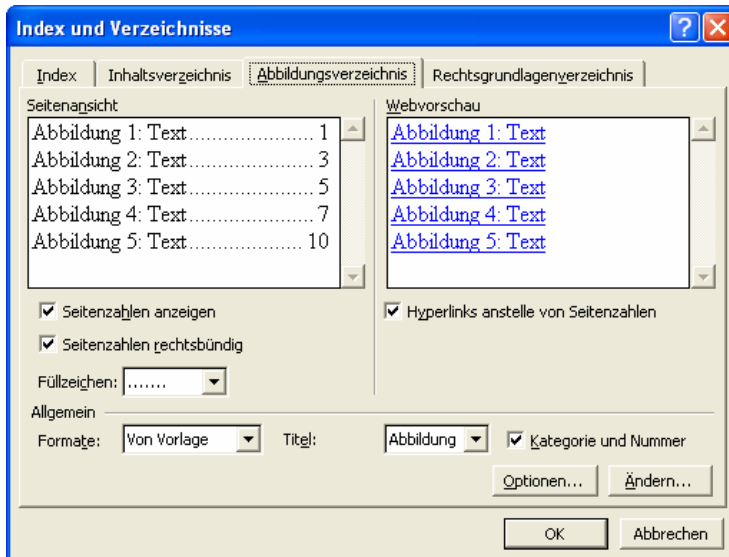 Index und Verzeichnisse
Index
Inhaltsverzeichnis
Abbildungsverzeichnis
Rechtsgrundlagenverzeichnis
Seitenansicht
Abbildung 1: Text...................... 1
Abbildung 2: Text...................... 3
Abbildung 3: Text...................... 5
Abbildung 4: Text...................... 7
Abbildung 5: Text.................... 10
Webvorschau
Abbildung 1: Text
Abbildung 2: Text
Abbildung 3: Text
Abbildung 4: Text
Abbildung 5: Text
Seitenzahlen anzeigen
Seitenzahlen rechtsbündig
Füllzeichen: .......
Hyperlinks anstelle von Seitenzahlen
Allgemein
Formate: Von Vorlage Titel: Abbildung Kategorie und Nummer
Optionen... Ändern...
OK Abbrechen